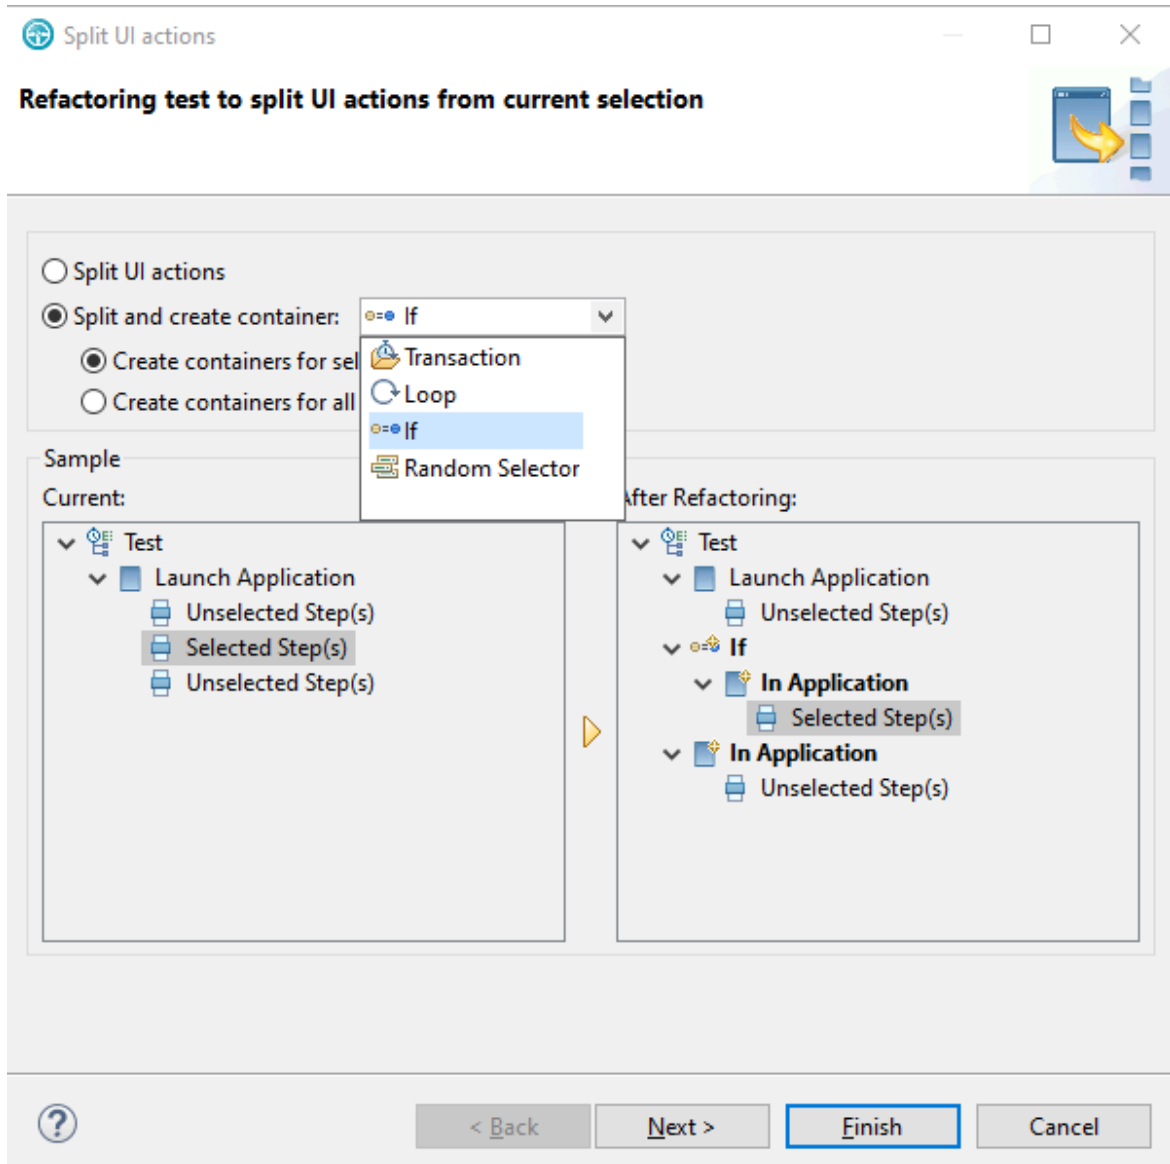 Split UI actions
Refactoring test to split UI actions from current selection
Split UI actions
Split and create container: If
Transaction
Create containers for sel
Loop
Create containers for all
If
Random Selector
Sample
Current:
After Refactoring:
Test
Launch Application
Unselected Step(s)
Selected Step(s)
Unselected Step(s)
Test
Launch Application
Unselected Step(s)
If
In Application
Selected Step(s)
In Application
Unselected Step(s)
? < Back Next > Finish Cancel